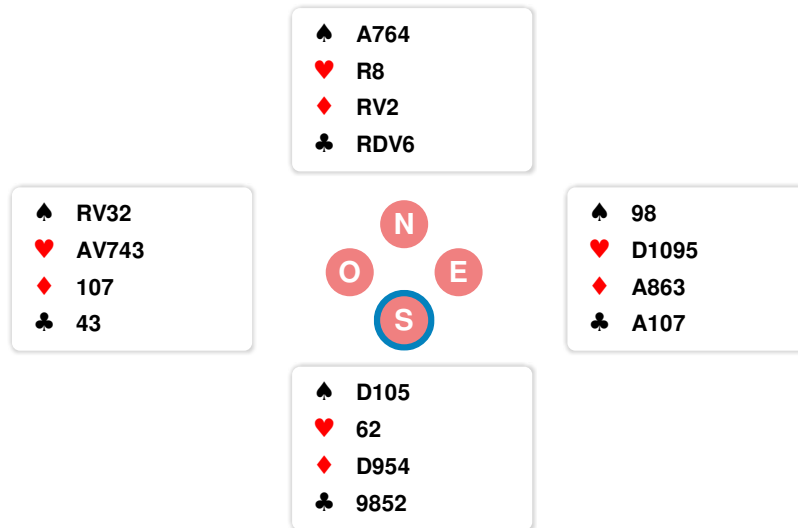 ♠ A764
♥ R8
♦ RV2
♣ RDV6
♠ RV32
♥ AV743
♦ 107
♣ 43
N
O E
S
♠ 98
♥ D1095
♦ A863
♣ A107
♠ D105
♥ 62
♦ D954
♣ 9852